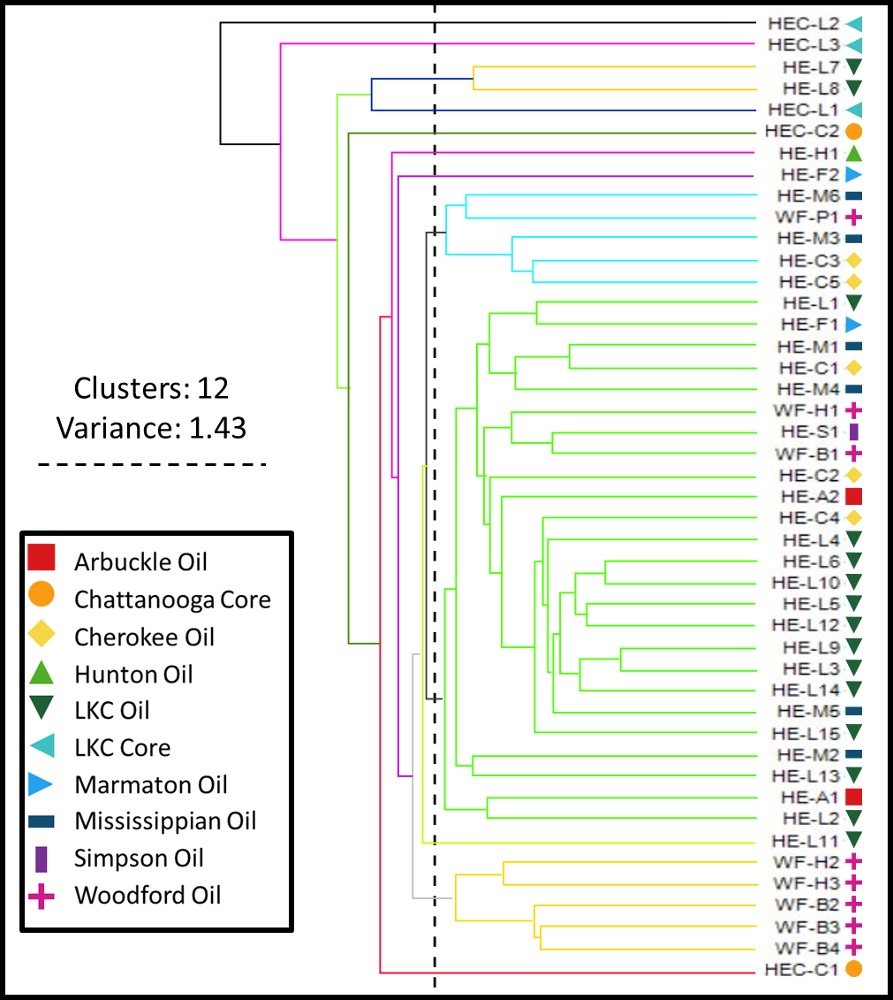 HEC-L2
HEC-L3
HE-L7
HE-L8
HEC-L1
HEC-C2
HE-H1
HE-F2
HE-M6
WF-P1
HE-M3
HE-C3
HE-C5
HE-L1
HE-F1
HE-M1
HE-C1
HE-M4
WF-H1
HE-S1
WF-B1
HE-C2
HE-A2
HE-C4
HE-L4
HE-L6
HE-L10
HE-L5
HE-L12
HE-L9
HE-L3
HE-L14
HE-M5
HE-L15
HE-M2
HE-L13
HE-A1
HE-L2
HE-L11
WF-H2
WF-H3
WF-B2
WF-B3
WF-B4
HEC-C1
Clusters: 12
Variance: 1.43
Arbuckle Oil
Chattanooga Core
Cherokee Oil
Hunton Oil
LKC Oil
LKC Core
Marmaton Oil
Mississippian Oil
Simpson Oil
Woodford Oil